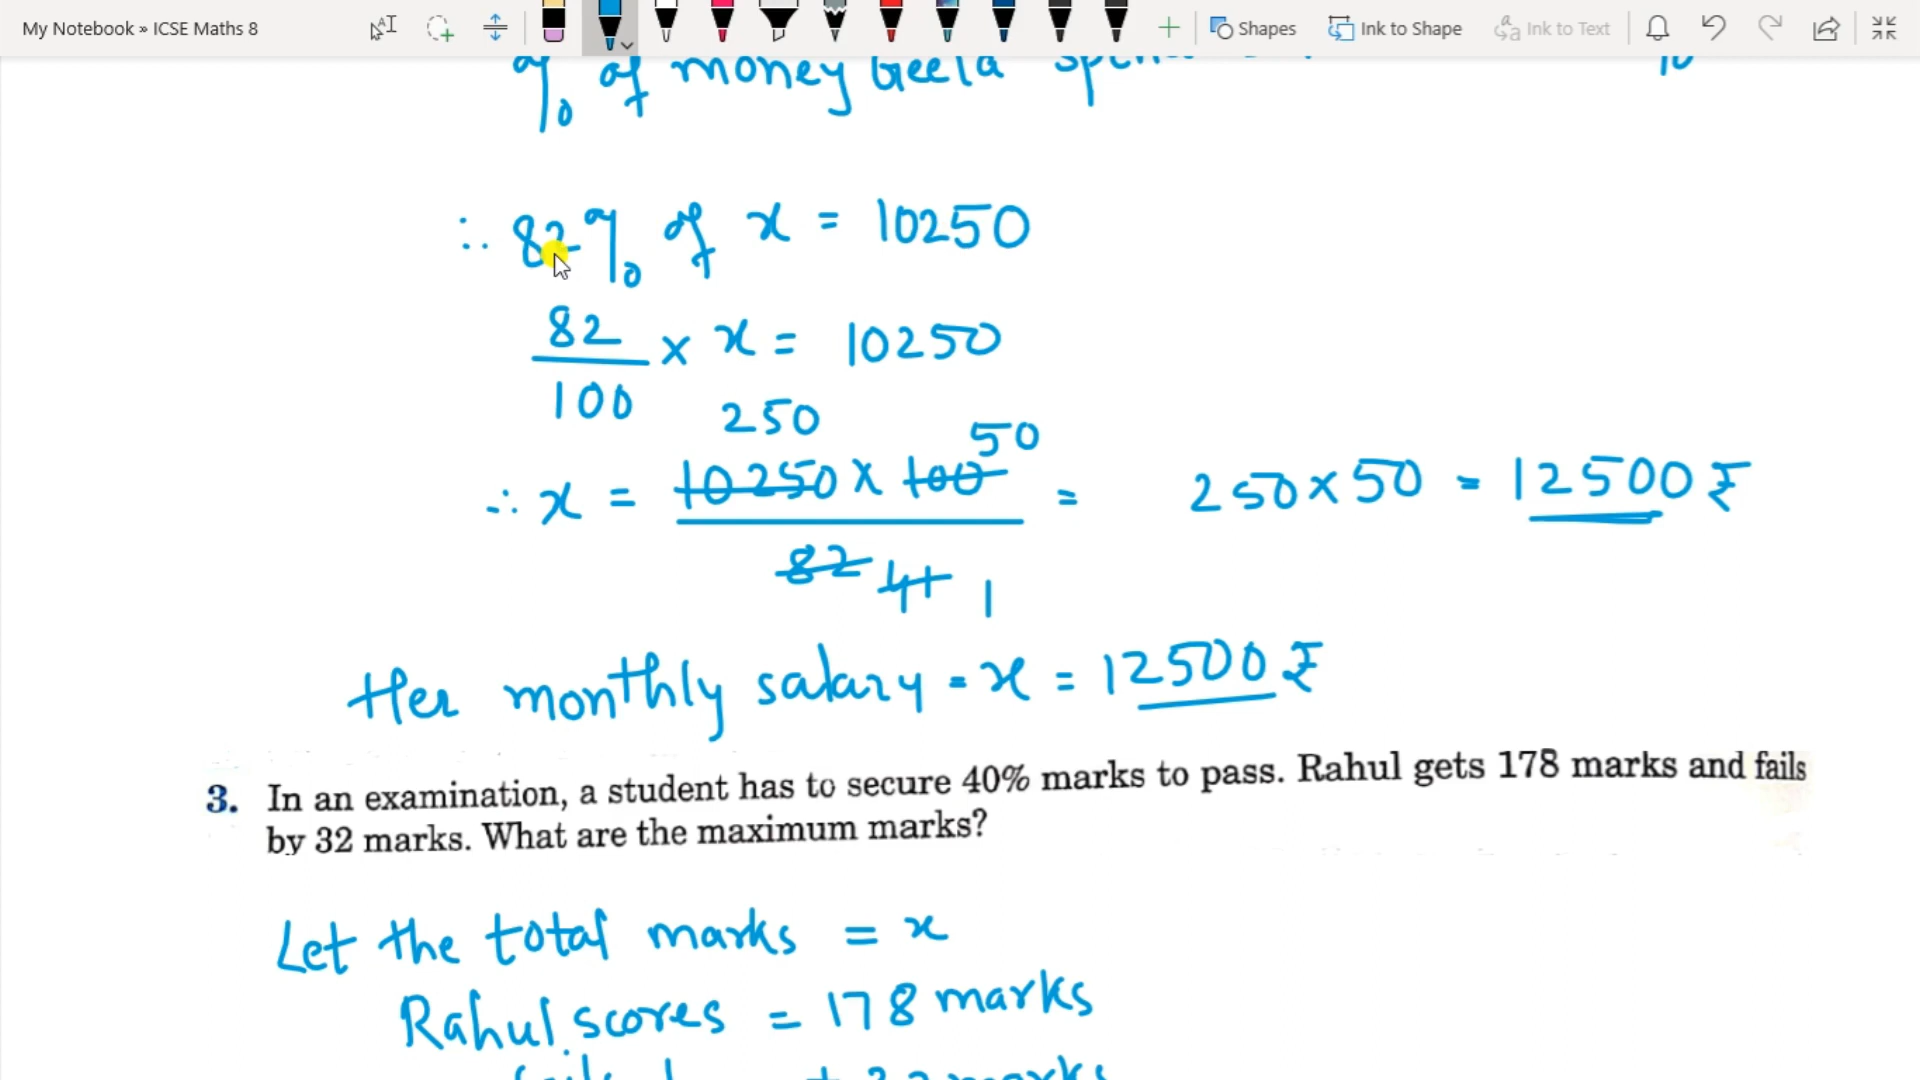 My Notebook » ICSE Maths 8
Shapes Ink to Shape Ink to Text
% of money Geeta
∴ 82% of x = 10250
82/100 × x = 10250
250 50
∴ x = 10250 × 100 = 250 × 50 = 12500 ₹
82 41 1
Her monthly salary = x = 12500 ₹
3. In an examination, a student has to secure 40% marks to pass. Rahul gets 178 marks and fails
by 32 marks. What are the maximum marks?
Let the total marks = x
Rahul scores = 178 marks
+ 32 marks